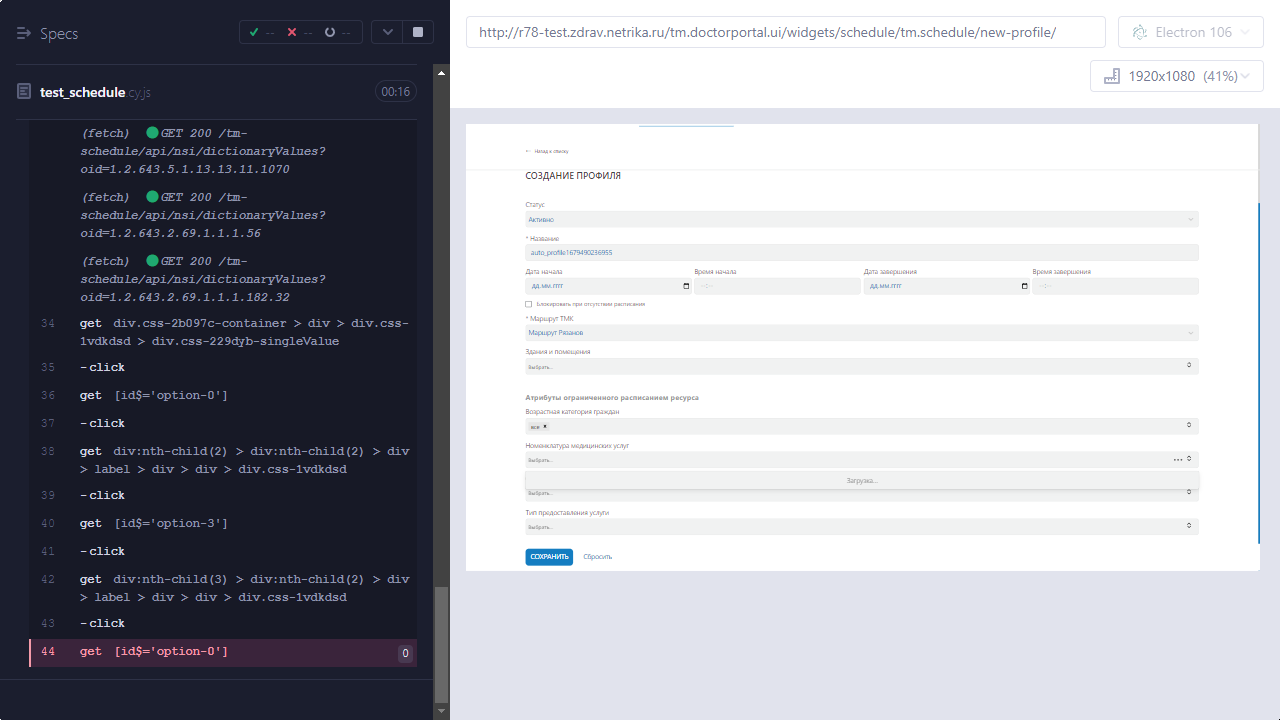 Specs
-- -- --
http://r78-test.zdrav.netrika.ru/tm.doctorportal.ui/widgets/schedule/tm.schedule/new-profile/
Electron 106
1920x1080 (41%)
test_schedule.cy.js
00:16
(fetch) GET 200 /tm-
schedule/api/nsi/dictionaryValues?
oid=1.2.643.5.1.13.13.11.1070
(fetch) GET 200 /tm-
schedule/api/nsi/dictionaryValues?
oid=1.2.643.2.69.1.1.1.56
(fetch) GET 200 /tm-
schedule/api/nsi/dictionaryValues?
oid=1.2.643.2.69.1.1.1.182.32
34 get div.css-2b097c-container > div > div.css-
1vdkdsd > div.css-229dyb-singleValue
35 -click
36 get [id$='option-0']
37 -click
38 get div:nth-child(2) > div:nth-child(2) > div
> label > div > div > div.css-1vdkdsd
39 -click
40 get [id$='option-3']
41 -click
42 get div:nth-child(3) > div:nth-child(2) > div
> label > div > div > div.css-1vdkdsd
43 -click
44 get [id$='option-0'] 0
← Назад к списку
СОЗДАНИЕ ПРОФИЛЯ
Статус
Активно
* Название
auto_profile1679490236955
Дата начала Время начала Дата завершения Время завершения
дд.мм.гггг --:-- дд.мм.гггг --:--
Блокировать при отсутствии расписания
* Маршрут ТМК
Маршрут Рязанов
Здания и помещения
Выбрать...
Атрибуты ограниченного расписанием ресурса
Возрастная категория граждан
все x
Номенклатура медицинских услуг
Выбрать...
Загрузка...
Выбрать...
Тип предоставления услуги
Выбрать...
СОХРАНИТЬ Сбросить